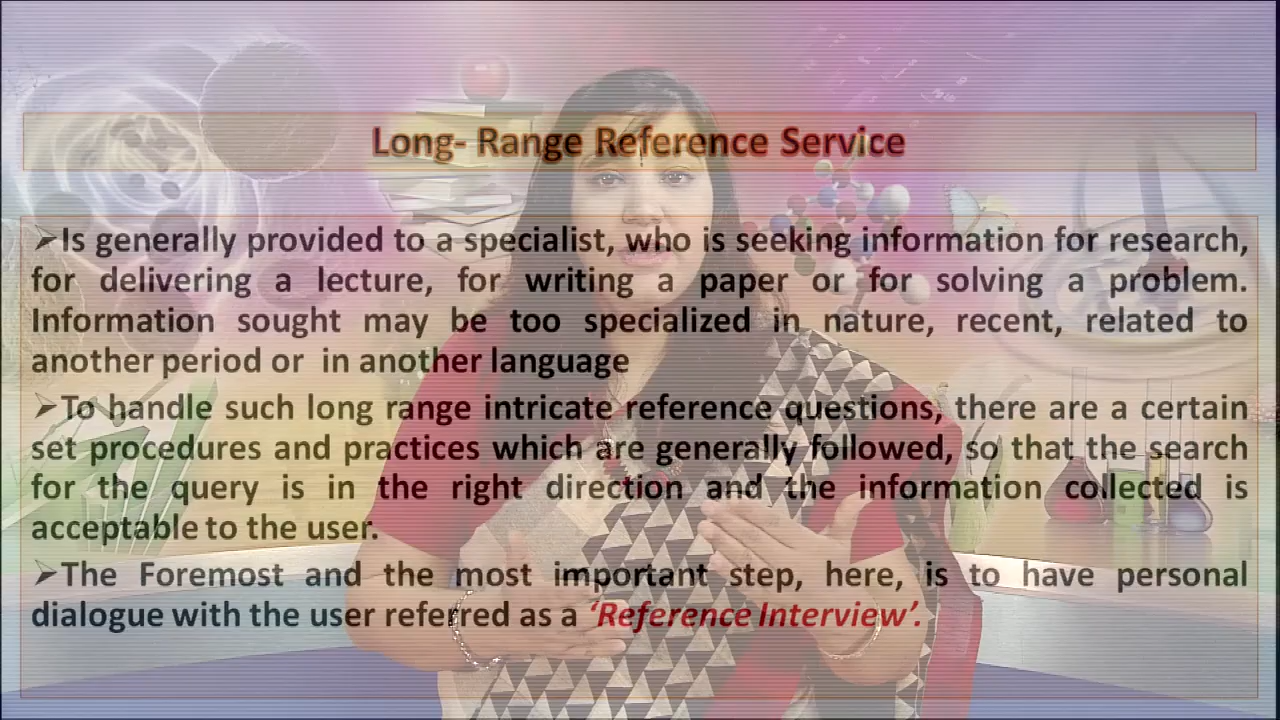 Long- Range Reference Service
➢Is generally provided to a specialist, who is seeking information for research,
for delivering a lecture, for writing a paper or for solving a problem.
Information sought may be too specialized in nature, recent, related to
another period or in another language
➢To handle such long range intricate reference questions, there are a certain
set procedures and practices which are generally followed, so that the search
for the query is in the right direction and the information collected is
acceptable to the user.
➢The Foremost and the most important step, here, is to have personal
dialogue with the user referred as a ‘Reference Interview’.